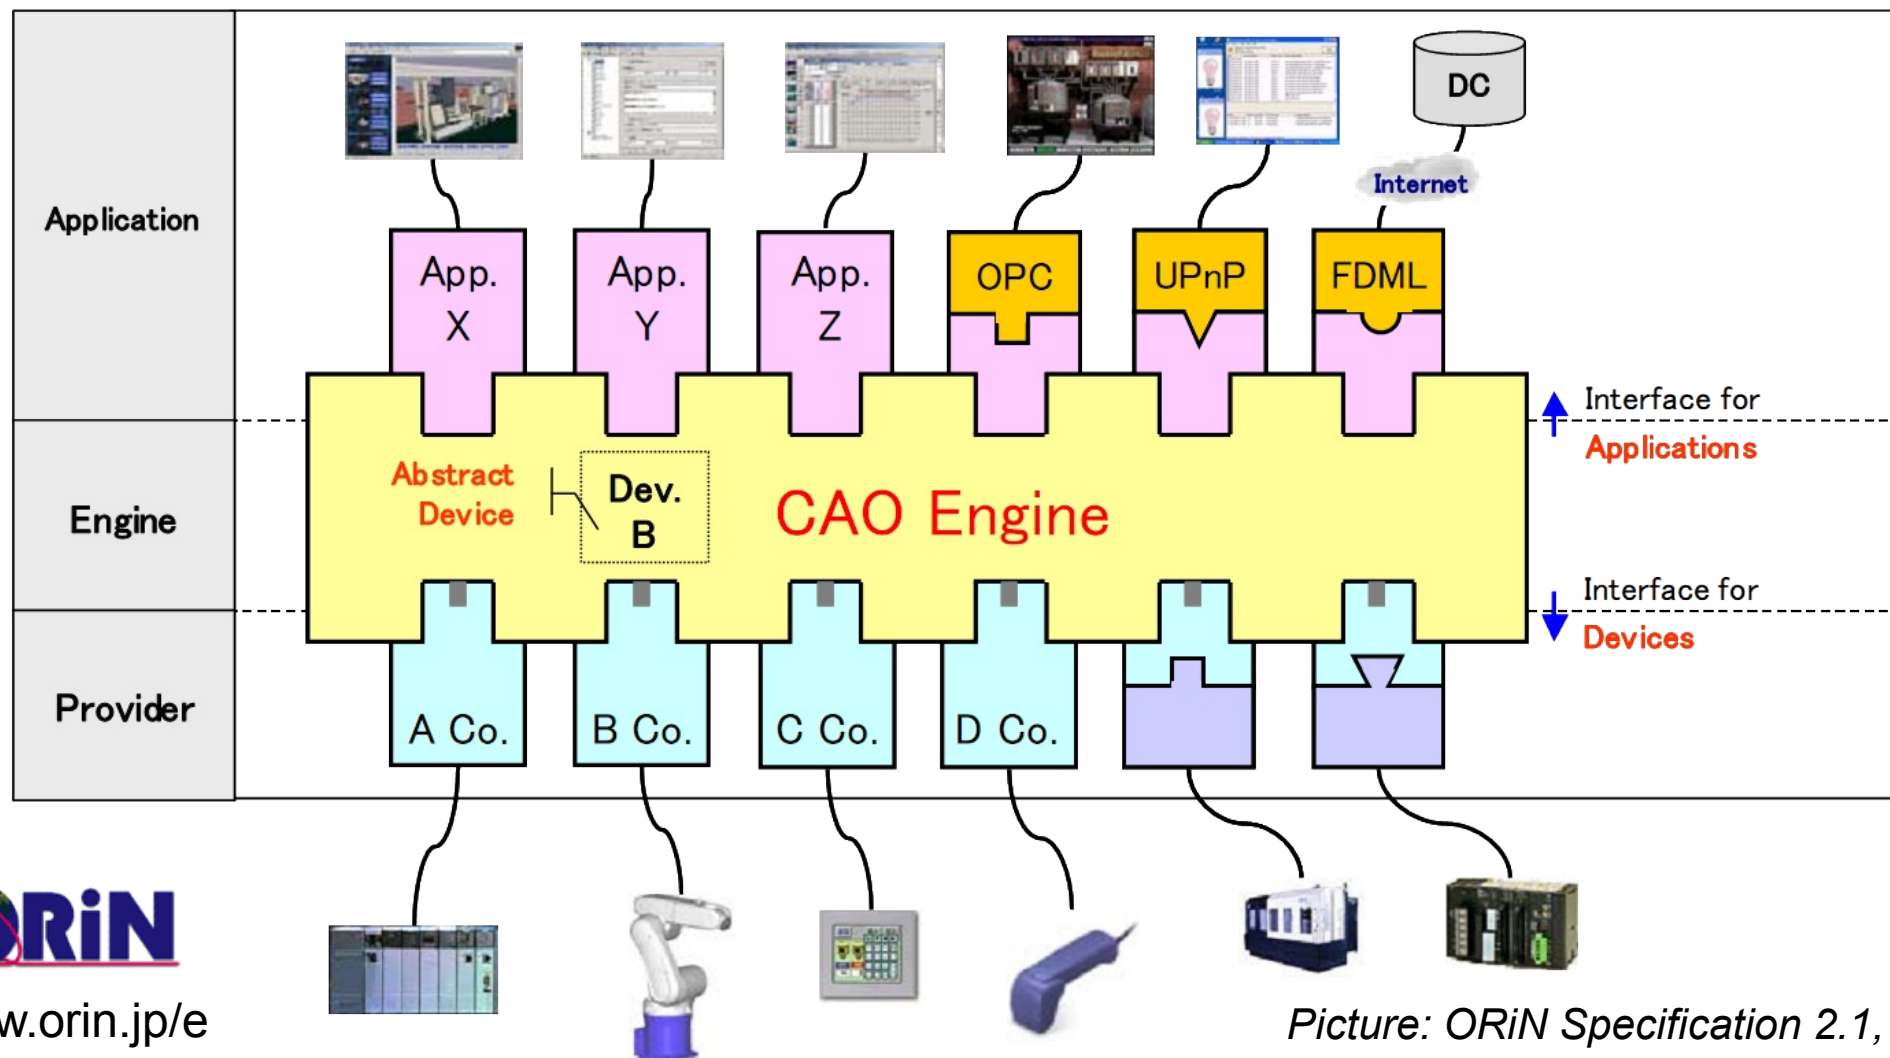 DC
Internet
Application
App.
X
App.
Y
App.
Z
OPC
UPnP
FDML
Interface for
Applications
Abstract
Device
Dev.
B
CAO Engine
Engine
Interface for
Devices
Provider
A Co.
B Co.
C Co.
D Co.
ORiN
w.orin.jp/e
Picture: ORiN Specification 2.1,